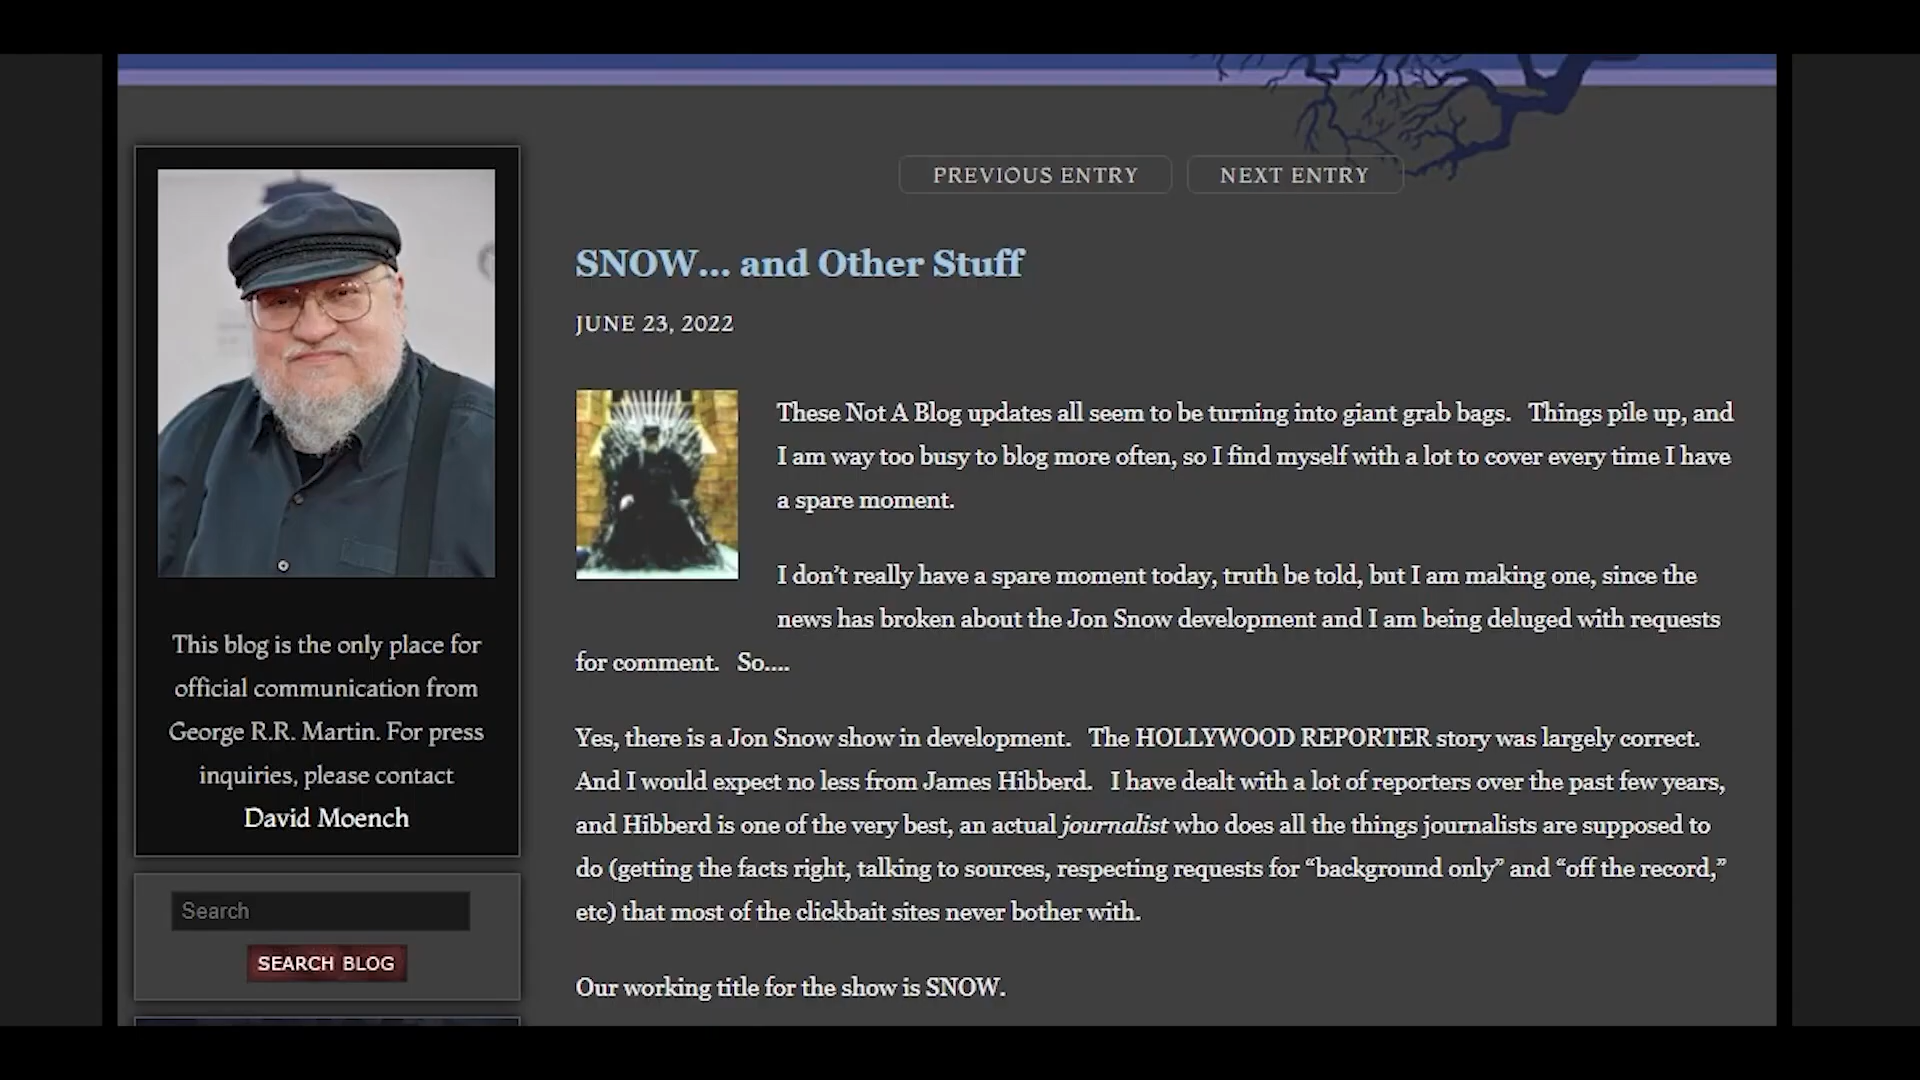 PREVIOUS ENTRY
NEXT ENTRY
SNOW... and Other Stuff
JUNE 23, 2022
These Not A Blog updates all seem to be turning into giant grab bags. Things pile up, and
I am way too busy to blog more often, so I find myself with a lot to cover every time I have
a spare moment.
I don’t really have a spare moment today, truth be told, but I am making one, since the
news has broken about the Jon Snow development and I am being deluged with requests
for comment. So....
Yes, there is a Jon Snow show in development. The HOLLYWOOD REPORTER story was largely correct.
And I would expect no less from James Hibberd. I have dealt with a lot of reporters over the past few years,
and Hibberd is one of the very best, an actual journalist who does all the things journalists are supposed to
do (getting the facts right, talking to sources, respecting requests for “background only” and “off the record,”
etc) that most of the clickbait sites never bother with.
Our working title for the show is SNOW.
This blog is the only place for
official communication from
George R.R. Martin. For press
inquiries, please contact
David Moench
Search
SEARCH BLOG